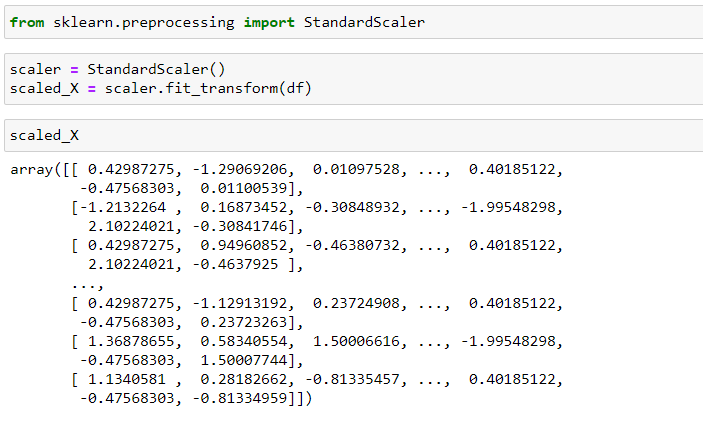 from sklearn.preprocessing import StandardScaler
scaler = StandardScaler()
scaled_X = scaler.fit_transform(df)
scaled_X
array([[ 0.42987275, -1.29069206,  0.01097528, ...,  0.40185122,
        -0.47568303,  0.01100539],
       [-1.2132264 ,  0.16873452, -0.30848932, ..., -1.99548298,
         2.10224021, -0.30841746],
       [ 0.42987275,  0.94960852, -0.46380732, ...,  0.40185122,
         2.10224021, -0.4637925 ],
       ...,
       [ 0.42987275, -1.12913192,  0.23724908, ...,  0.40185122,
        -0.47568303,  0.23723263],
       [ 1.36878655,  0.58340554,  1.50006616, ..., -1.99548298,
        -0.47568303,  1.50007744],
       [ 1.1340581 ,  0.28182662, -0.81335457, ...,  0.40185122,
        -0.47568303, -0.81334959]])